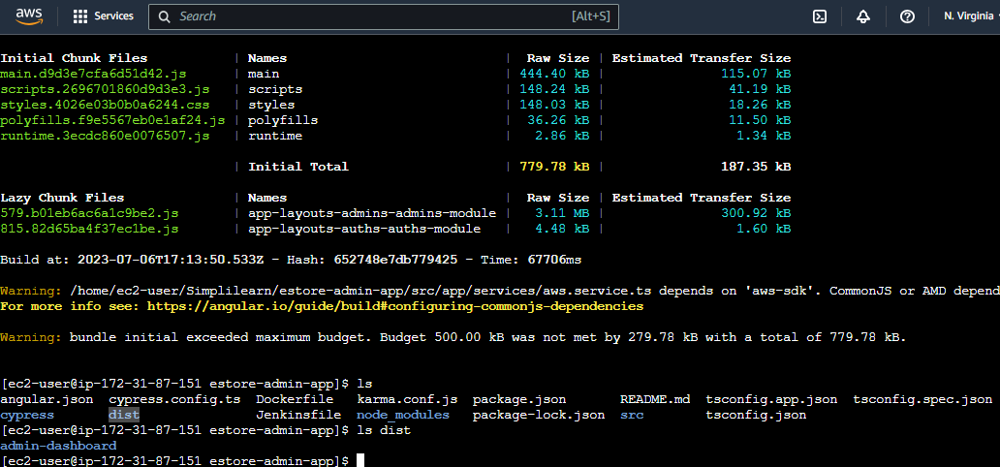 aws Services Search [Alt+S] N. Virginia
Initial Chunk Files | Names | Raw Size | Estimated Transfer Size
main.d9d3e7cfa6d51d42.js | main | 444.40 kB | 115.07 kB
scripts.2696701860d9d3e3.js | scripts | 148.24 kB | 41.19 kB
styles.4026e03b0b0a6244.css | styles | 148.03 kB | 18.26 kB
polyfills.f9e5567eb0e1af24.js | polyfills | 36.26 kB | 11.50 kB
runtime.3ecdc860e0076507.js | runtime | 2.86 kB | 1.34 kB
| Initial Total | 779.78 kB | 187.35 kB
Lazy Chunk Files | Names | Raw Size | Estimated Transfer Size
579.b01eb6ac6a1c9be2.js | app-layouts-admins-admins-module | 3.11 MB | 300.92 kB
815.82d65ba4f37ec1be.js | app-layouts-auths-auths-module | 4.48 kB | 1.60 kB
Build at: 2023-07-06T17:13:50.533Z - Hash: 652748e7db779425 - Time: 67706ms
Warning: /home/ec2-user/Simplilearn/estore-admin-app/src/app/services/aws.service.ts depends on 'aws-sdk'. CommonJS or AMD depend
For more info see: https://angular.io/guide/build#configuring-commonjs-dependencies
Warning: bundle initial exceeded maximum budget. Budget 500.00 kB was not met by 279.78 kB with a total of 779.78 kB.
[ec2-user@ip-172-31-87-151 estore-admin-app]$ ls
angular.json cypress.config.ts Dockerfile karma.conf.js package.json README.md tsconfig.app.json tsconfig.spec.json
cypress dist Jenkinsfile node_modules package-lock.json src tsconfig.json
[ec2-user@ip-172-31-87-151 estore-admin-app]$ ls dist
admin-dashboard
[ec2-user@ip-172-31-87-151 estore-admin-app]$